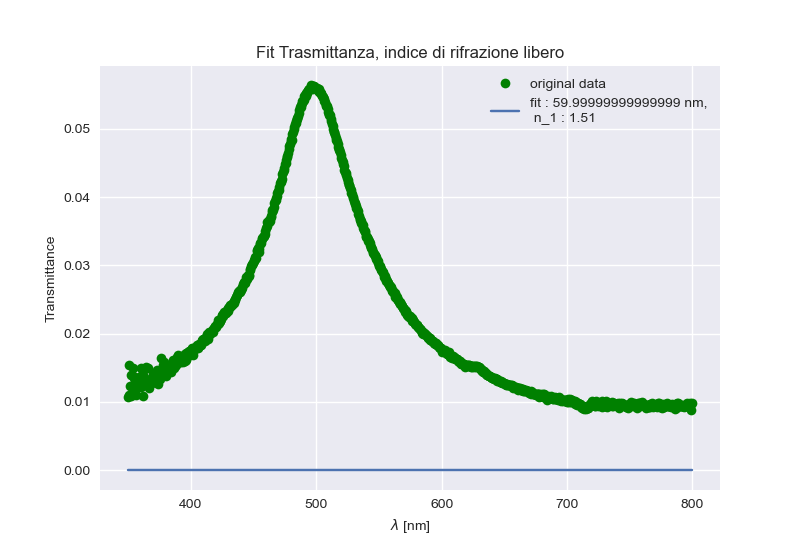 Fit Trasmittanza, indice di rifrazione libero
original data
fit : 59.99999999999999 nm,
n_1 : 1.51
Transmittance
0.05
0.04
0.03
0.02
0.01
0.00
400
500
600
700
800
λ [nm]